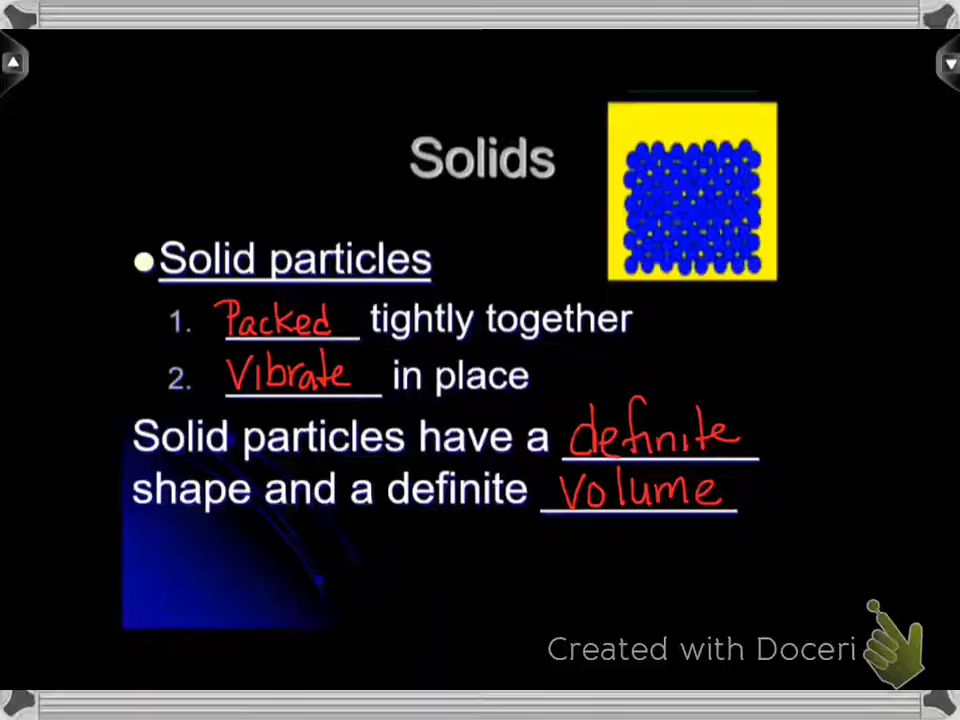 Solids
Solid particles
1. Packed tightly together
2. Vibrate in place
Solid particles have a definite
shape and a definite volume
Created with Doceri